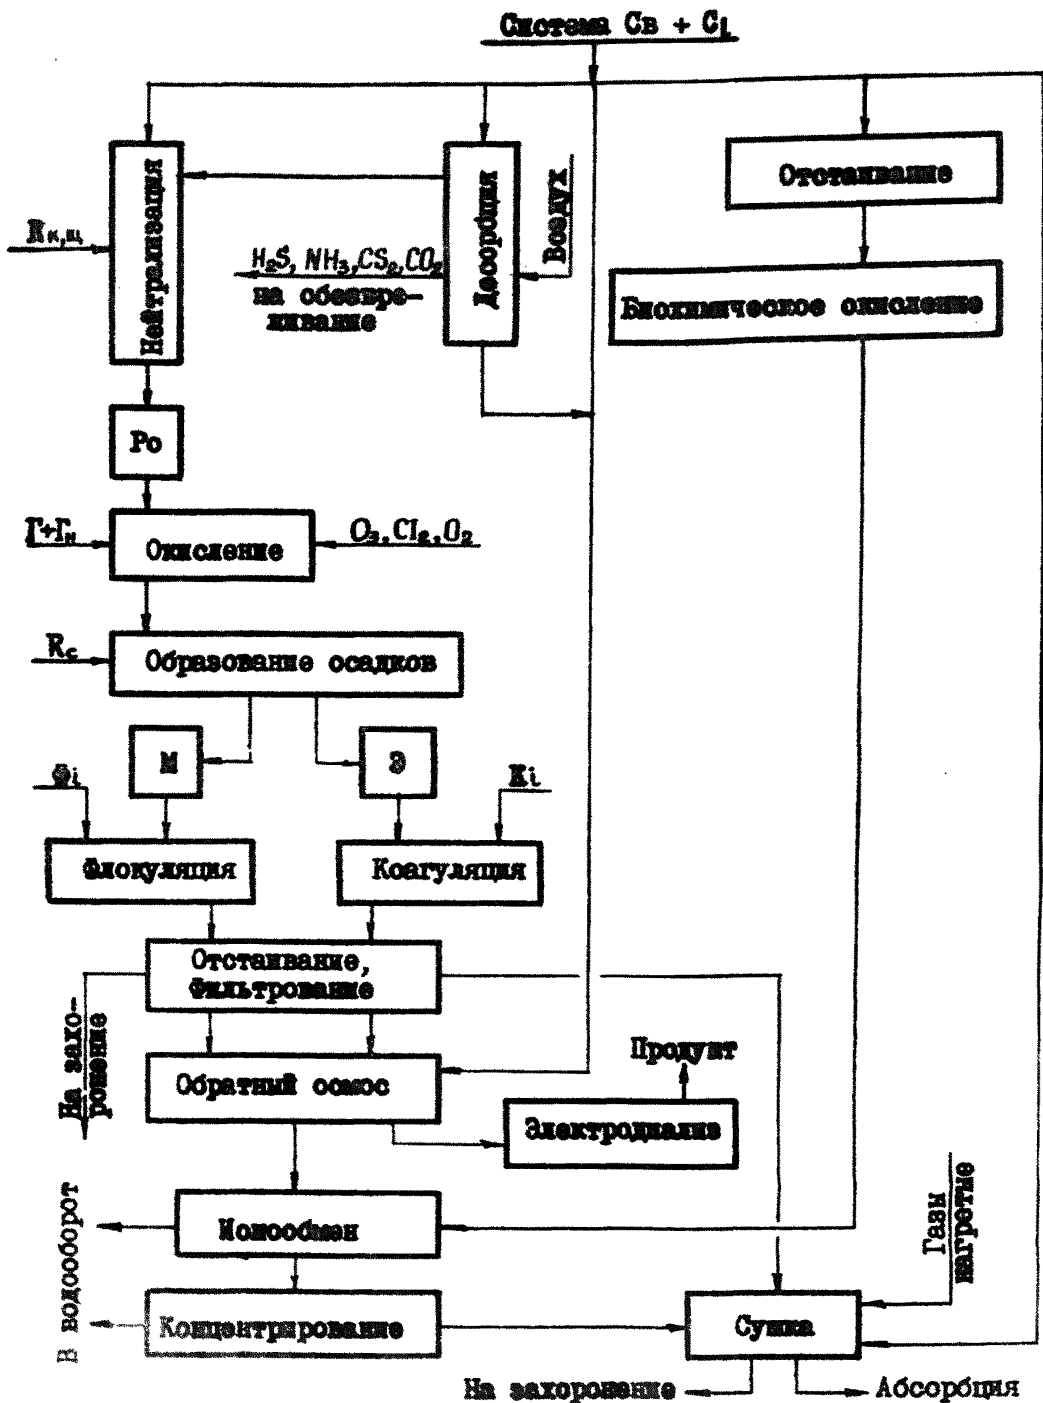 Система Св + Ci
Нейтрализация
Десорбция
Воздух
Отстаивание
Rк,щ
H₂S, NH₃, CS₂, CO₂
на обезвре-
живание
Биохимическое окисление
Ро
Г+Гн
Окисление
O₃, Cl₂, O₂
Rc
Образование осадков
М
Э
Фi
Кi
Флокуляция
Коагуляция
Отстаивание,
Фильтрование
На захо-
ронение
Продукт
Обратный осмос
Электродиализ
Ионообмен
В водооборот
Газы
нагретые
Концентрирование
Сушка
На захоронение
Абсорбция